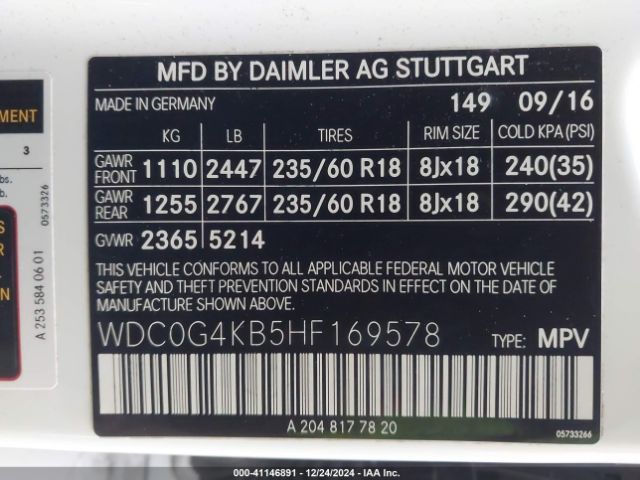 MFD BY DAIMLER AG STUTTGART
MADE IN GERMANY 149 09/16
KG LB TIRES RIM SIZE COLD KPA (PSI)
GAWR FRONT 1110 2447 235/60 R18 8Jx18 240(35)
GAWR REAR 1255 2767 235/60 R18 8Jx18 290(42)
GVWR 2365 5214
THIS VEHICLE CONFORMS TO ALL APPLICABLE FEDERAL MOTOR VEHICLE
SAFETY AND THEFT PREVENTION STANDARDS IN EFFECT ON THE DATE
OF MANUFACTURE SHOWN ABOVE.
WDC0G4KB5HF169578 TYPE: MPV
A 204 817 78 20
05733266
MENT
3
bs.
b.
0573326
A 253 584 06 01
000-41146891 - 12/24/2024 - IAA Inc.